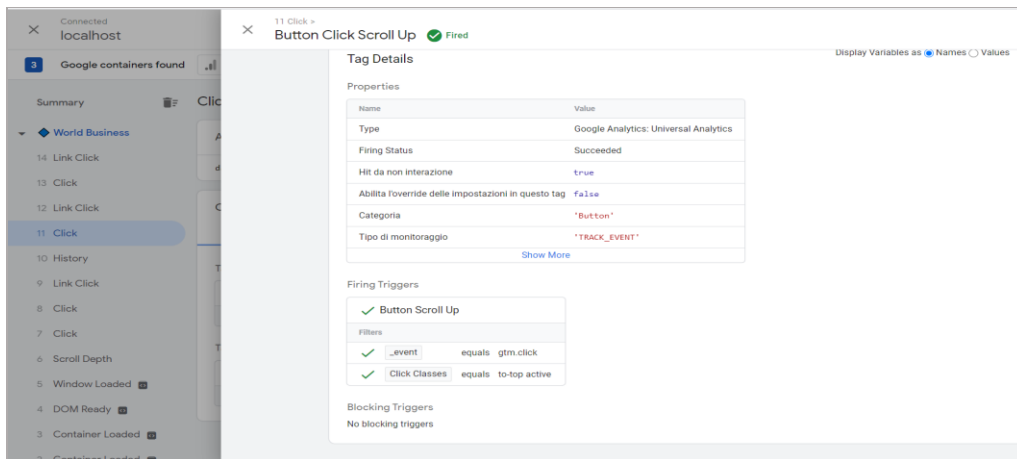 Connected
localhost
3 Google containers found
Summary
World Business
14 Link Click
13 Click
12 Link Click
11 Click
10 History
9 Link Click
8 Click
7 Click
6 Scroll Depth
5 Window Loaded
4 DOM Ready
3 Container Loaded
2 Container Loaded
Clic
A
d
C
T
T
11 Click >
Button Click Scroll Up Fired
Display Variables as Names Values
Tag Details
Properties
Name Value
Type Google Analytics: Universal Analytics
Firing Status Succeeded
Hit da non interazione true
Abilita l'override delle impostazioni in questo tag false
Categoria 'Button'
Tipo di monitoraggio 'TRACK_EVENT'
Show More
Firing Triggers
Button Scroll Up
Filters
_event equals gtm.click
Click Classes equals to-top active
Blocking Triggers
No blocking triggers